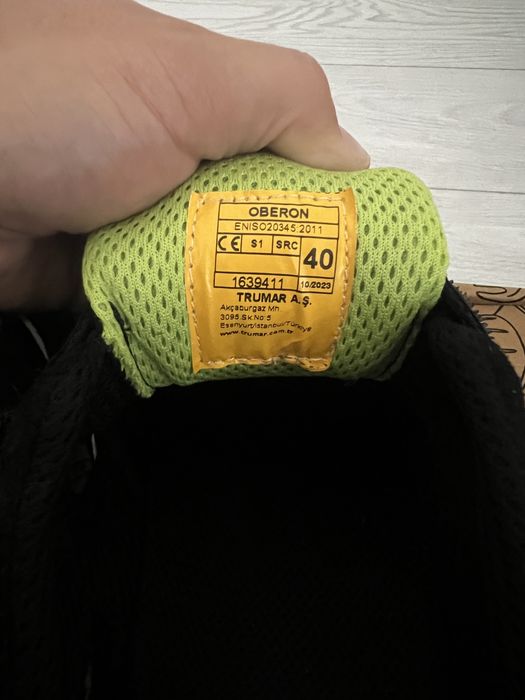 OBERON
ENISO20345:2011
CE S1 SRC 40
1639411 10/2023
TRUMAR A.Ş.
Akçaburgaz Mh.
3095.Sk.No:5
Esenyurt/İstanbul/Türkiye
www.trumar.com.tr